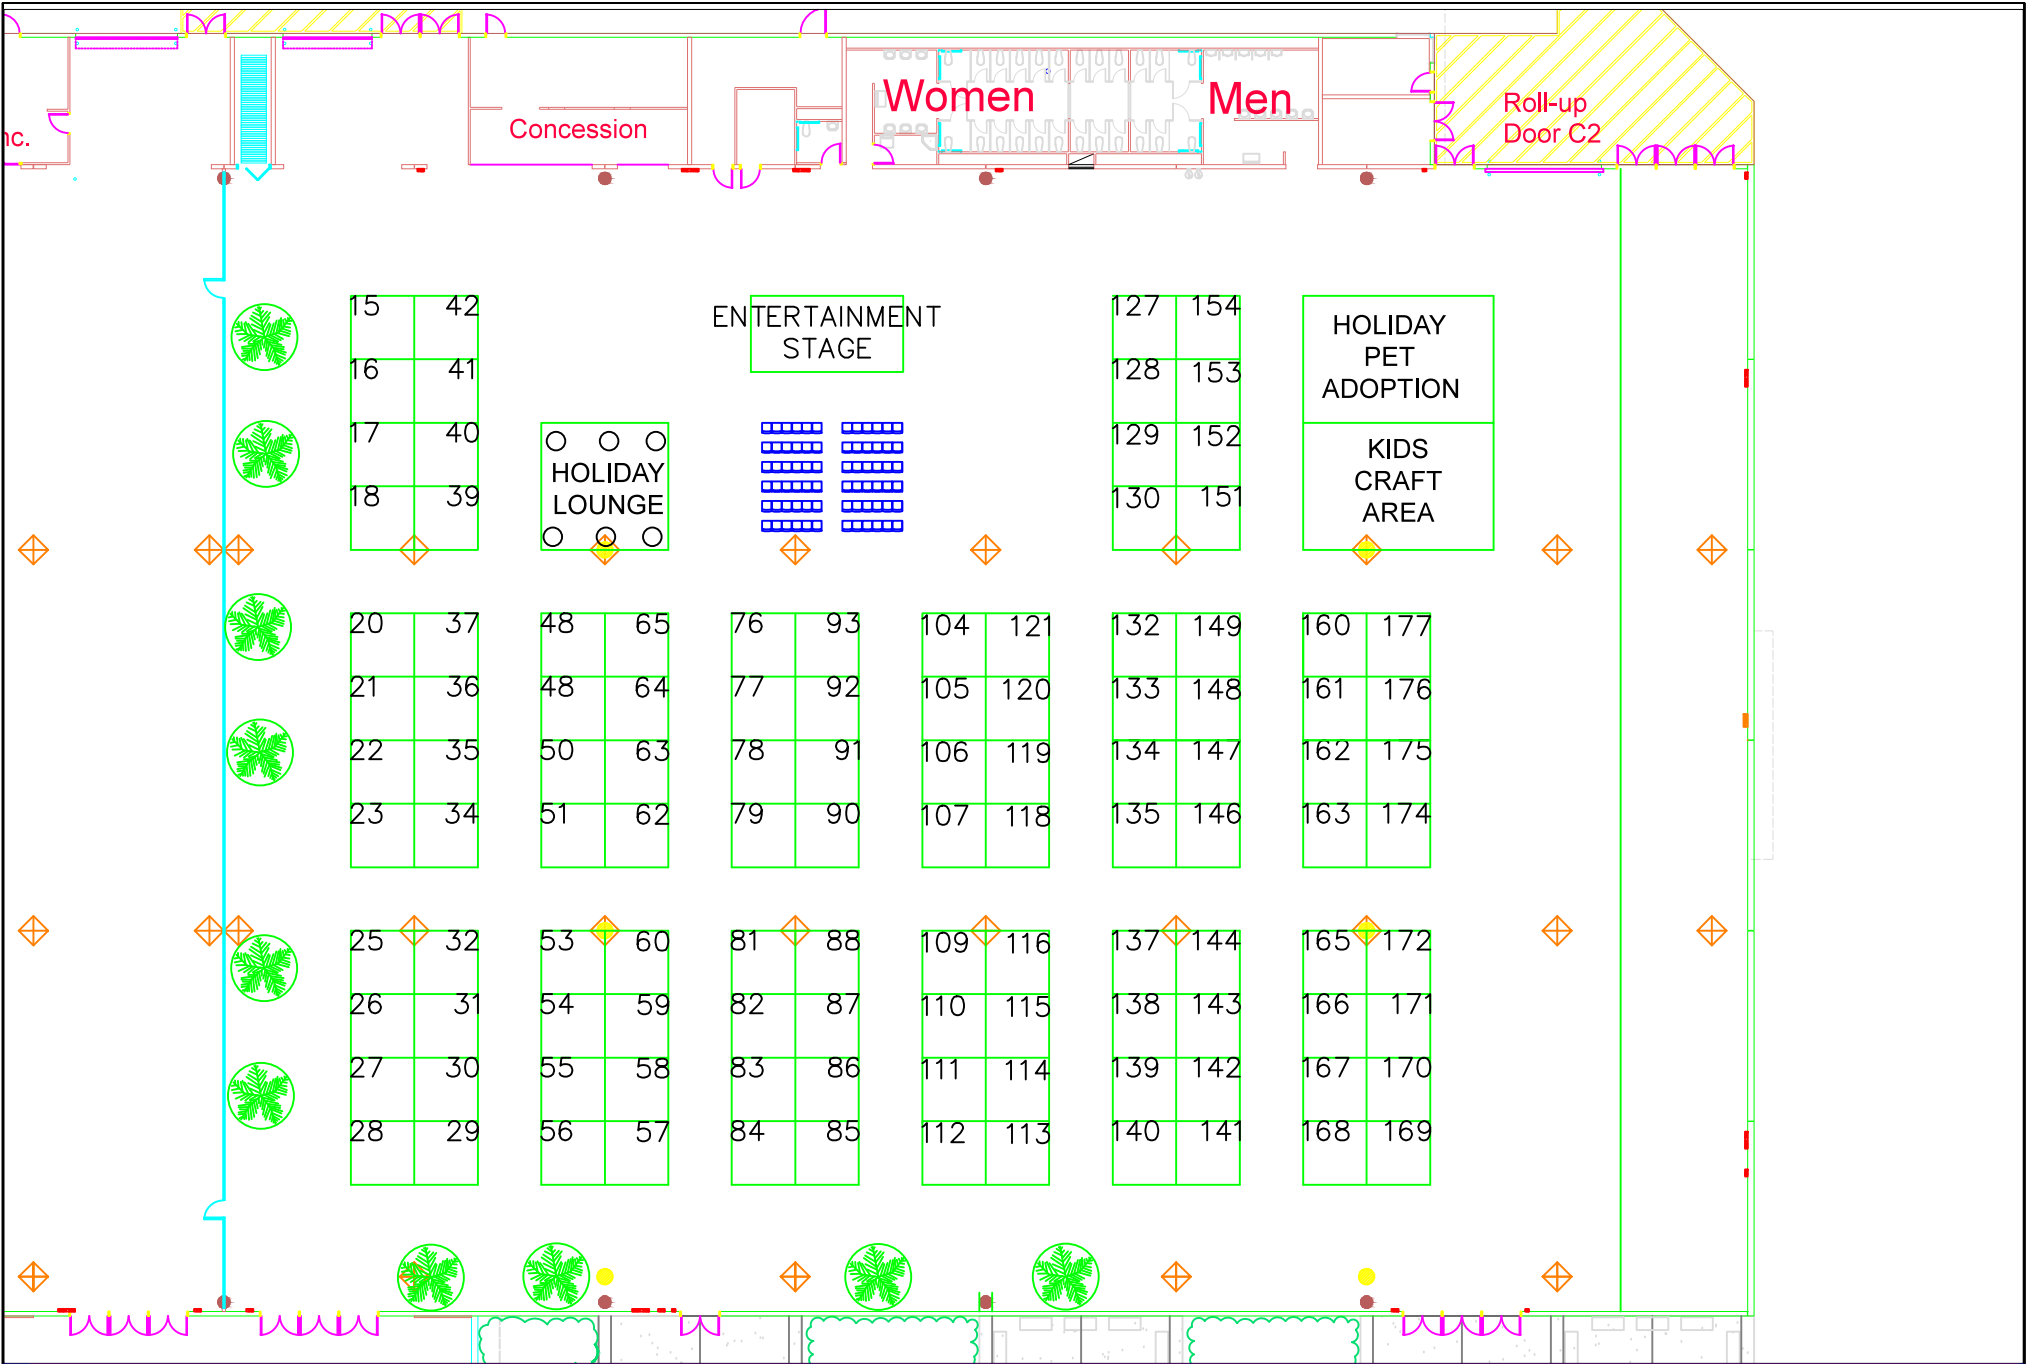 Women
Men
Concession
Roll-up
Door C2
nc.
15 42
16 41
17 40
18 39
ENTERTAINMENT
STAGE
HOLIDAY
LOUNGE
127 154
128 153
129 152
130 151
HOLIDAY
PET
ADOPTION
KIDS
CRAFT
AREA
20 37 48 65 76 93 104 121 132 149 160 177
21 36 48 64 77 92 105 120 133 148 161 176
22 35 50 63 78 91 106 119 134 147 162 175
23 34 51 62 79 90 107 118 135 146 163 174
25 32 53 60 81 88 109 116 137 144 165 172
26 31 54 59 82 87 110 115 138 143 166 171
27 30 55 58 83 86 111 114 139 142 167 170
28 29 56 57 84 85 112 113 140 141 168 169